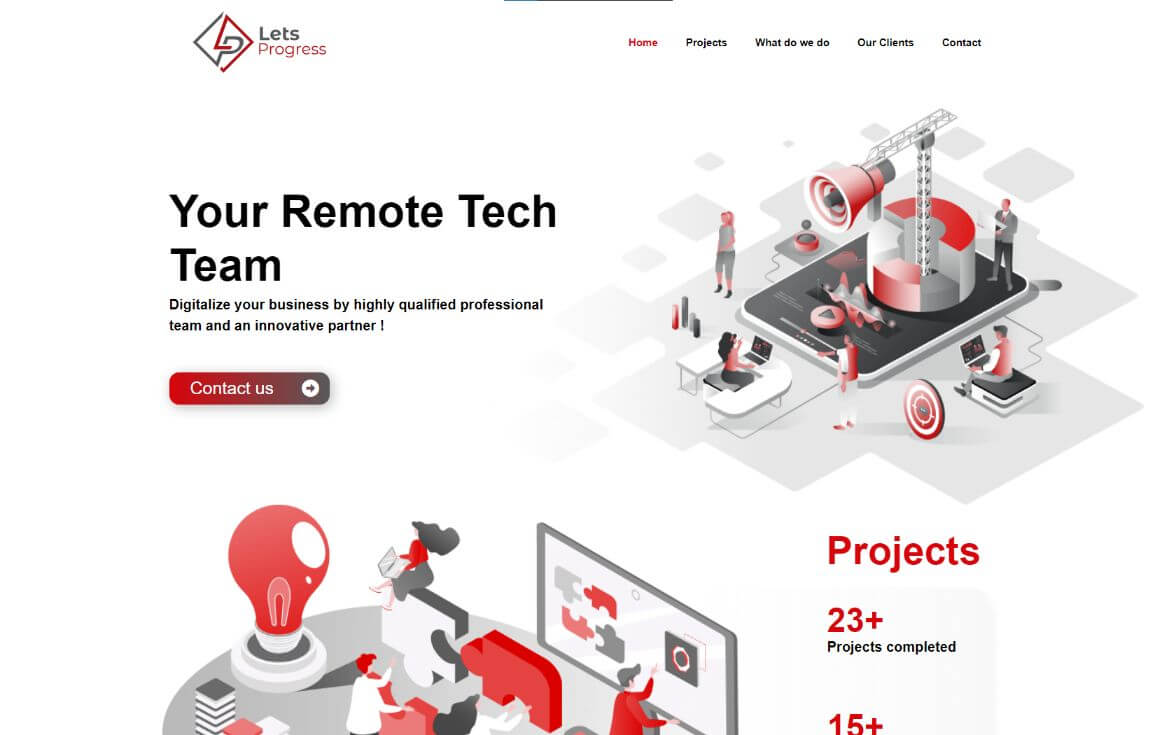 Lets
Progress
Home Projects What do we do Our Clients Contact
Your Remote Tech
Team
Digitalize your business by highly qualified professional
team and an innovative partner !
Contact us
Projects
23+
Projects completed
15+